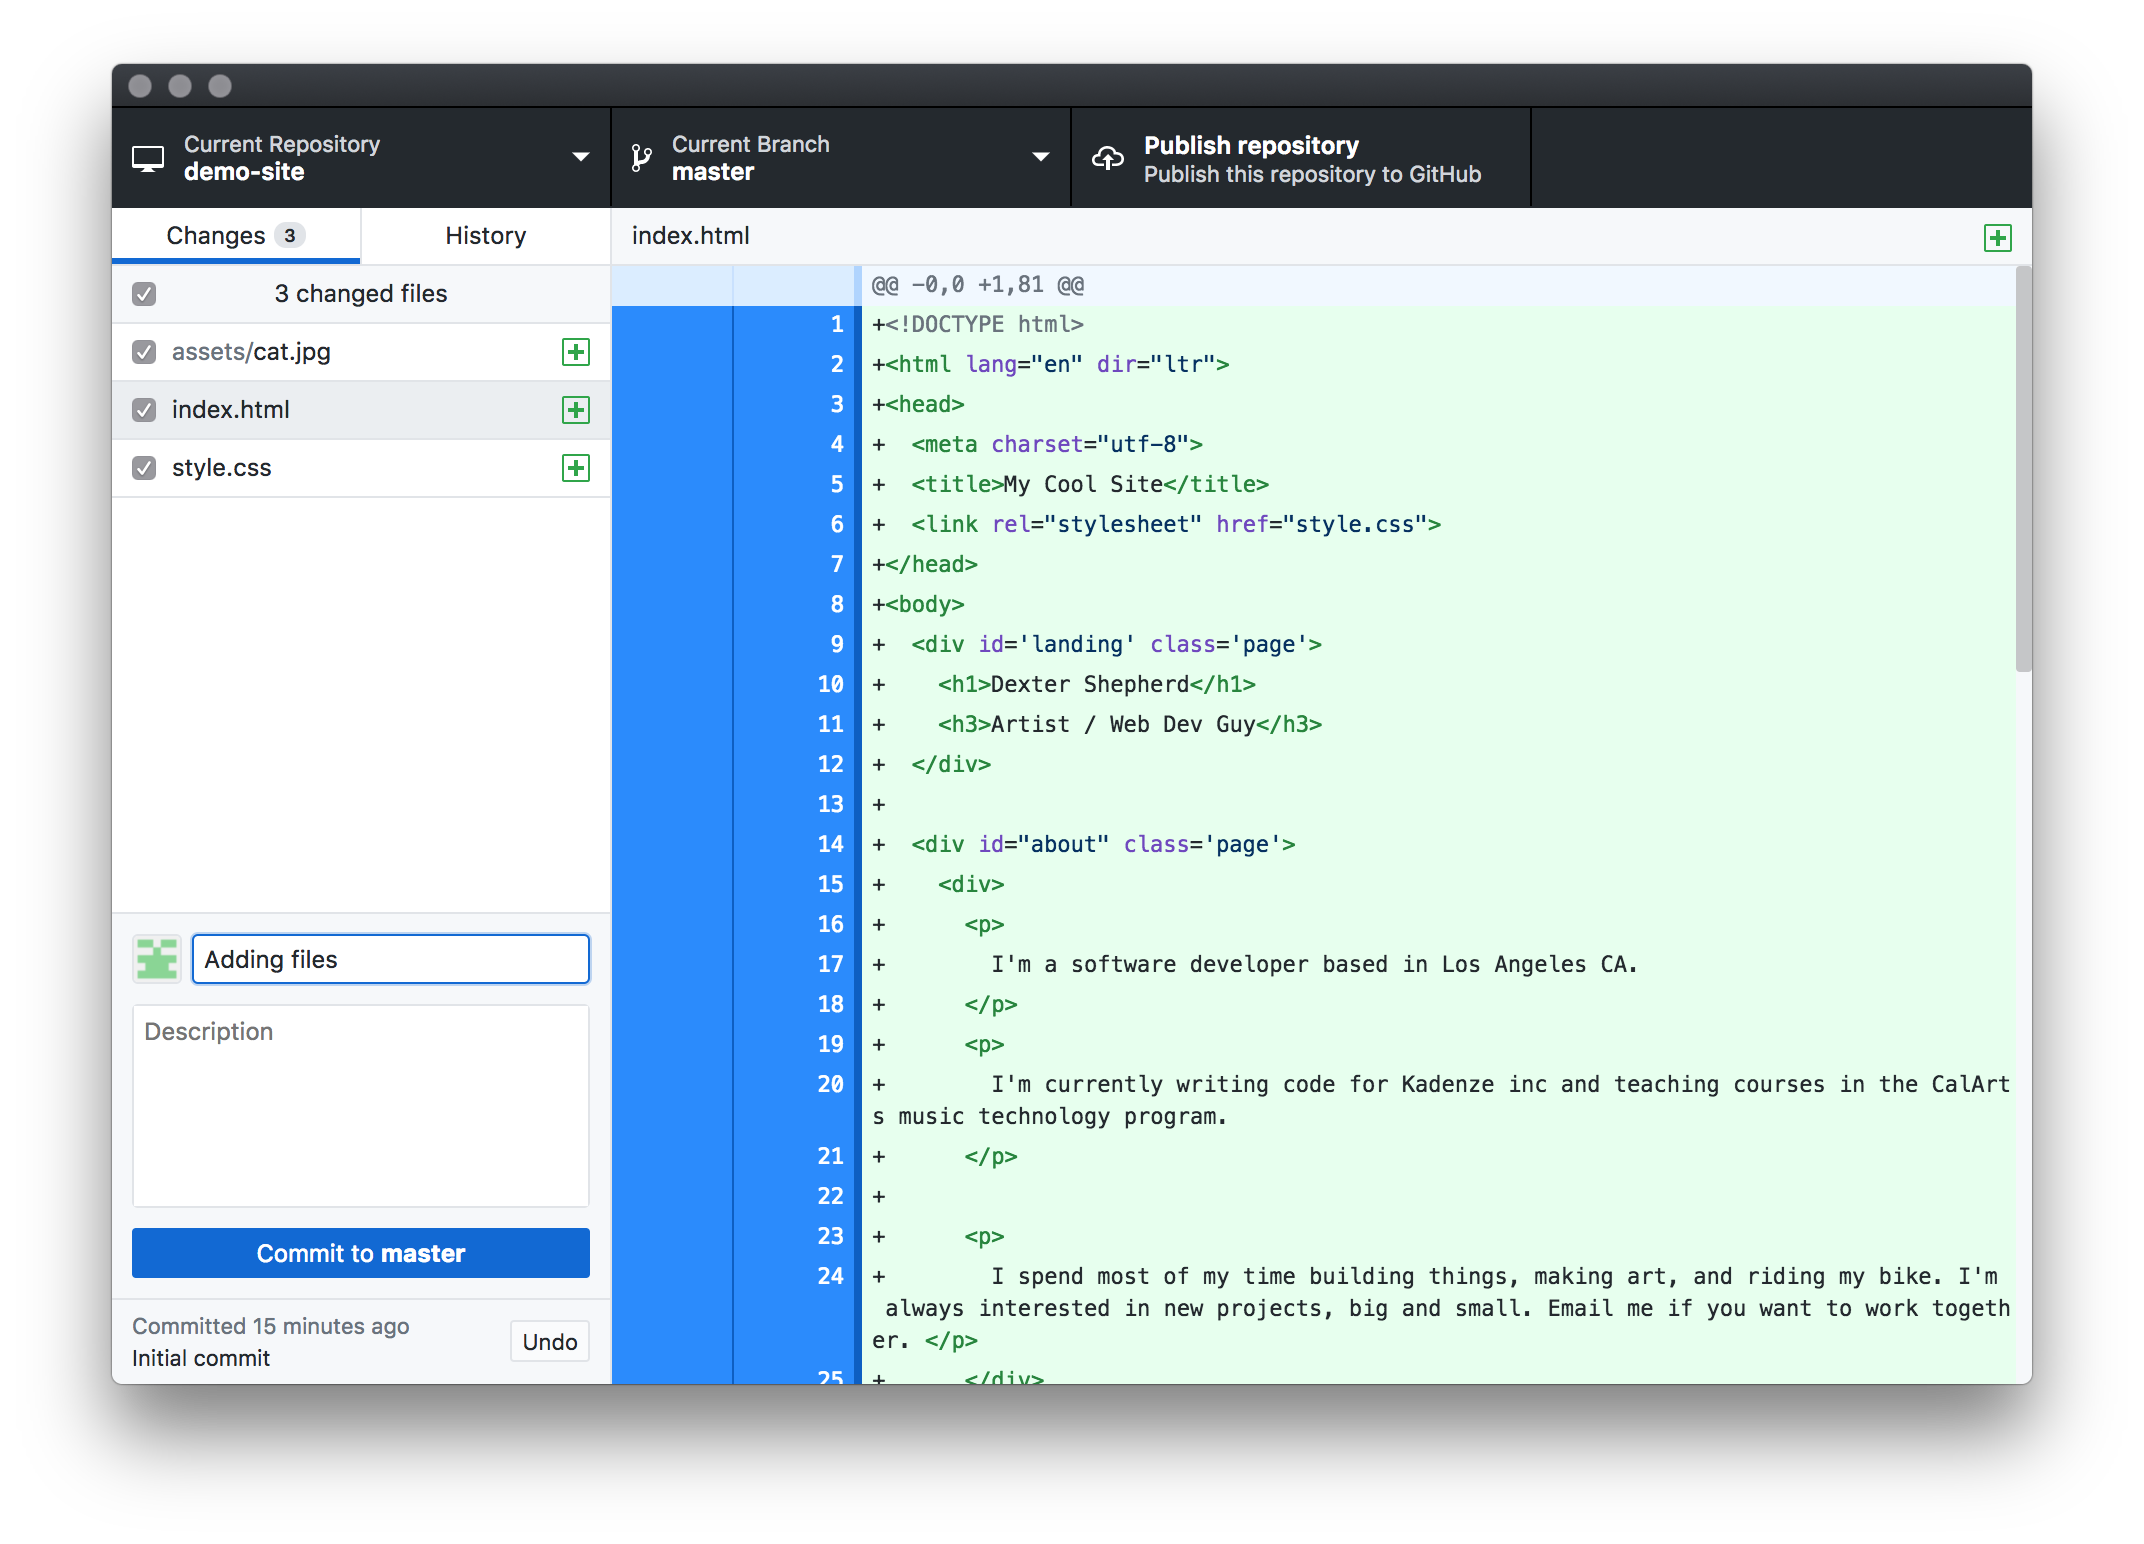 Current Repository
demo-site
Current Branch
master
Publish repository
Publish this repository to GitHub
Changes 3
History
index.html
3 changed files
assets/cat.jpg
index.html
style.css
Adding files
Description
Commit to master
Committed 15 minutes ago
Initial commit
Undo
@@ -0,0 +1,81 @@
1 +<!DOCTYPE html>
2 +<html lang="en" dir="ltr">
3 +<head>
4 +  <meta charset="utf-8">
5 +  <title>My Cool Site</title>
6 +  <link rel="stylesheet" href="style.css">
7 +</head>
8 +<body>
9 +  <div id='landing' class='page'>
10 +    <h1>Dexter Shepherd</h1>
11 +    <h3>Artist / Web Dev Guy</h3>
12 +  </div>
13 +
14 +  <div id="about" class='page'>
15 +    <div>
16 +      <p>
17 +        I'm a software developer based in Los Angeles CA.
18 +      </p>
19 +      <p>
20 +        I'm currently writing code for Kadenze inc and teaching courses in the CalArt
s music technology program.
21 +      </p>
22 +
23 +      <p>
24 +        I spend most of my time building things, making art, and riding my bike. I'm
 always interested in new projects, big and small. Email me if you want to work togeth
er. </p>
25 +      </div>